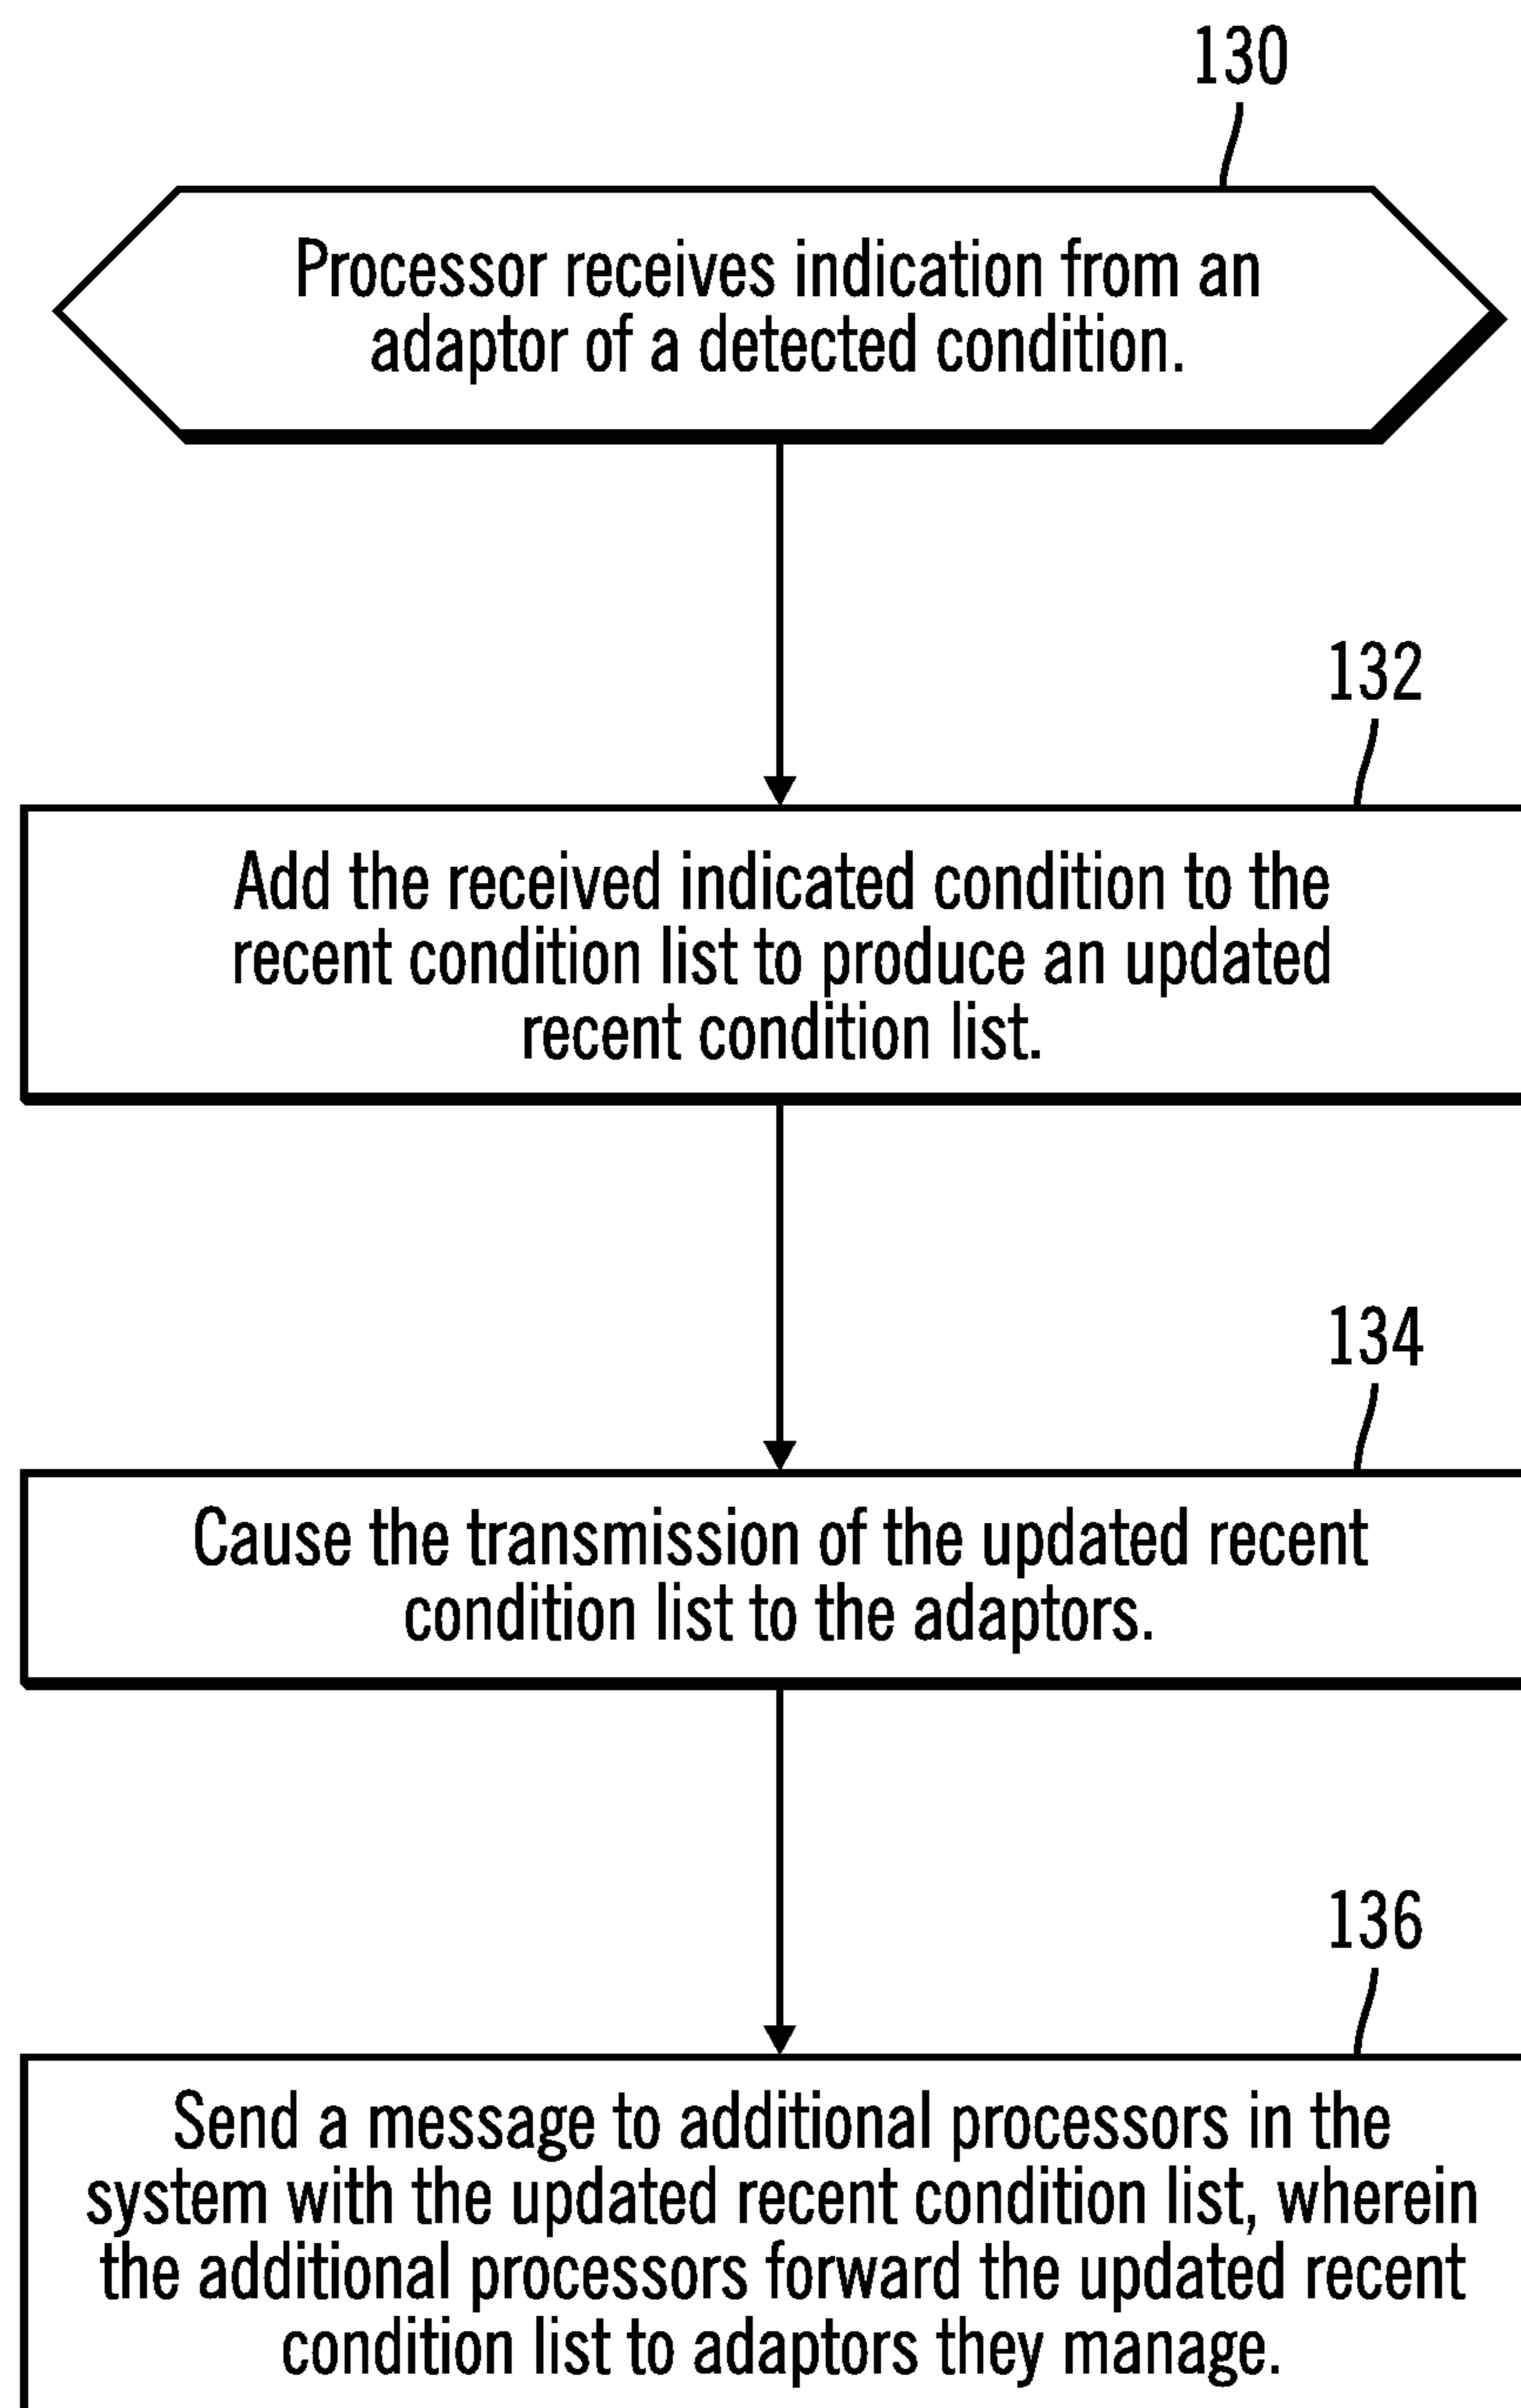 130
Processor receives indication from an
adaptor of a detected condition.
132
Add the received indicated condition to the
recent condition list to produce an updated
recent condition list.
134
Cause the transmission of the updated recent
condition list to the adaptors.
136
Send a message to additional processors in the
system with the updated recent condition list, wherein
the additional processors forward the updated recent
condition list to adaptors they manage.